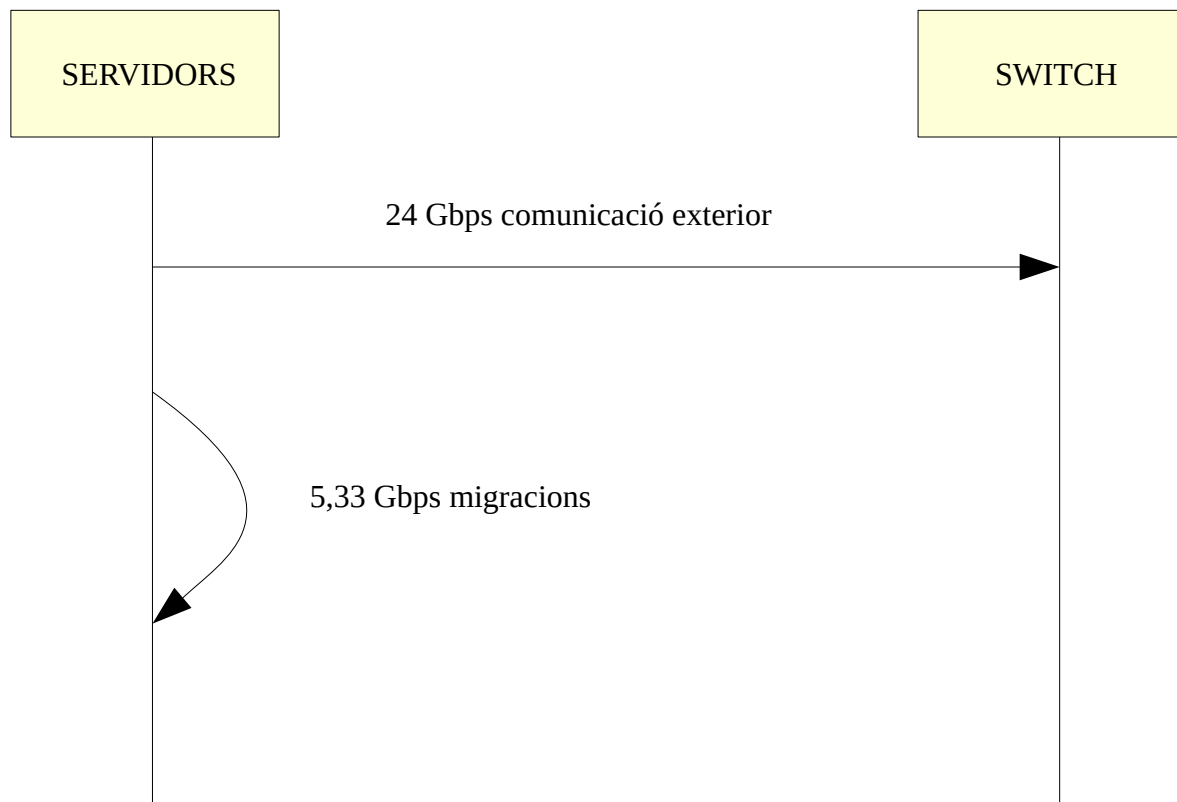 SERVIDORS
SWITCH
24 Gbps comunicació exterior
5,33 Gbps migracions